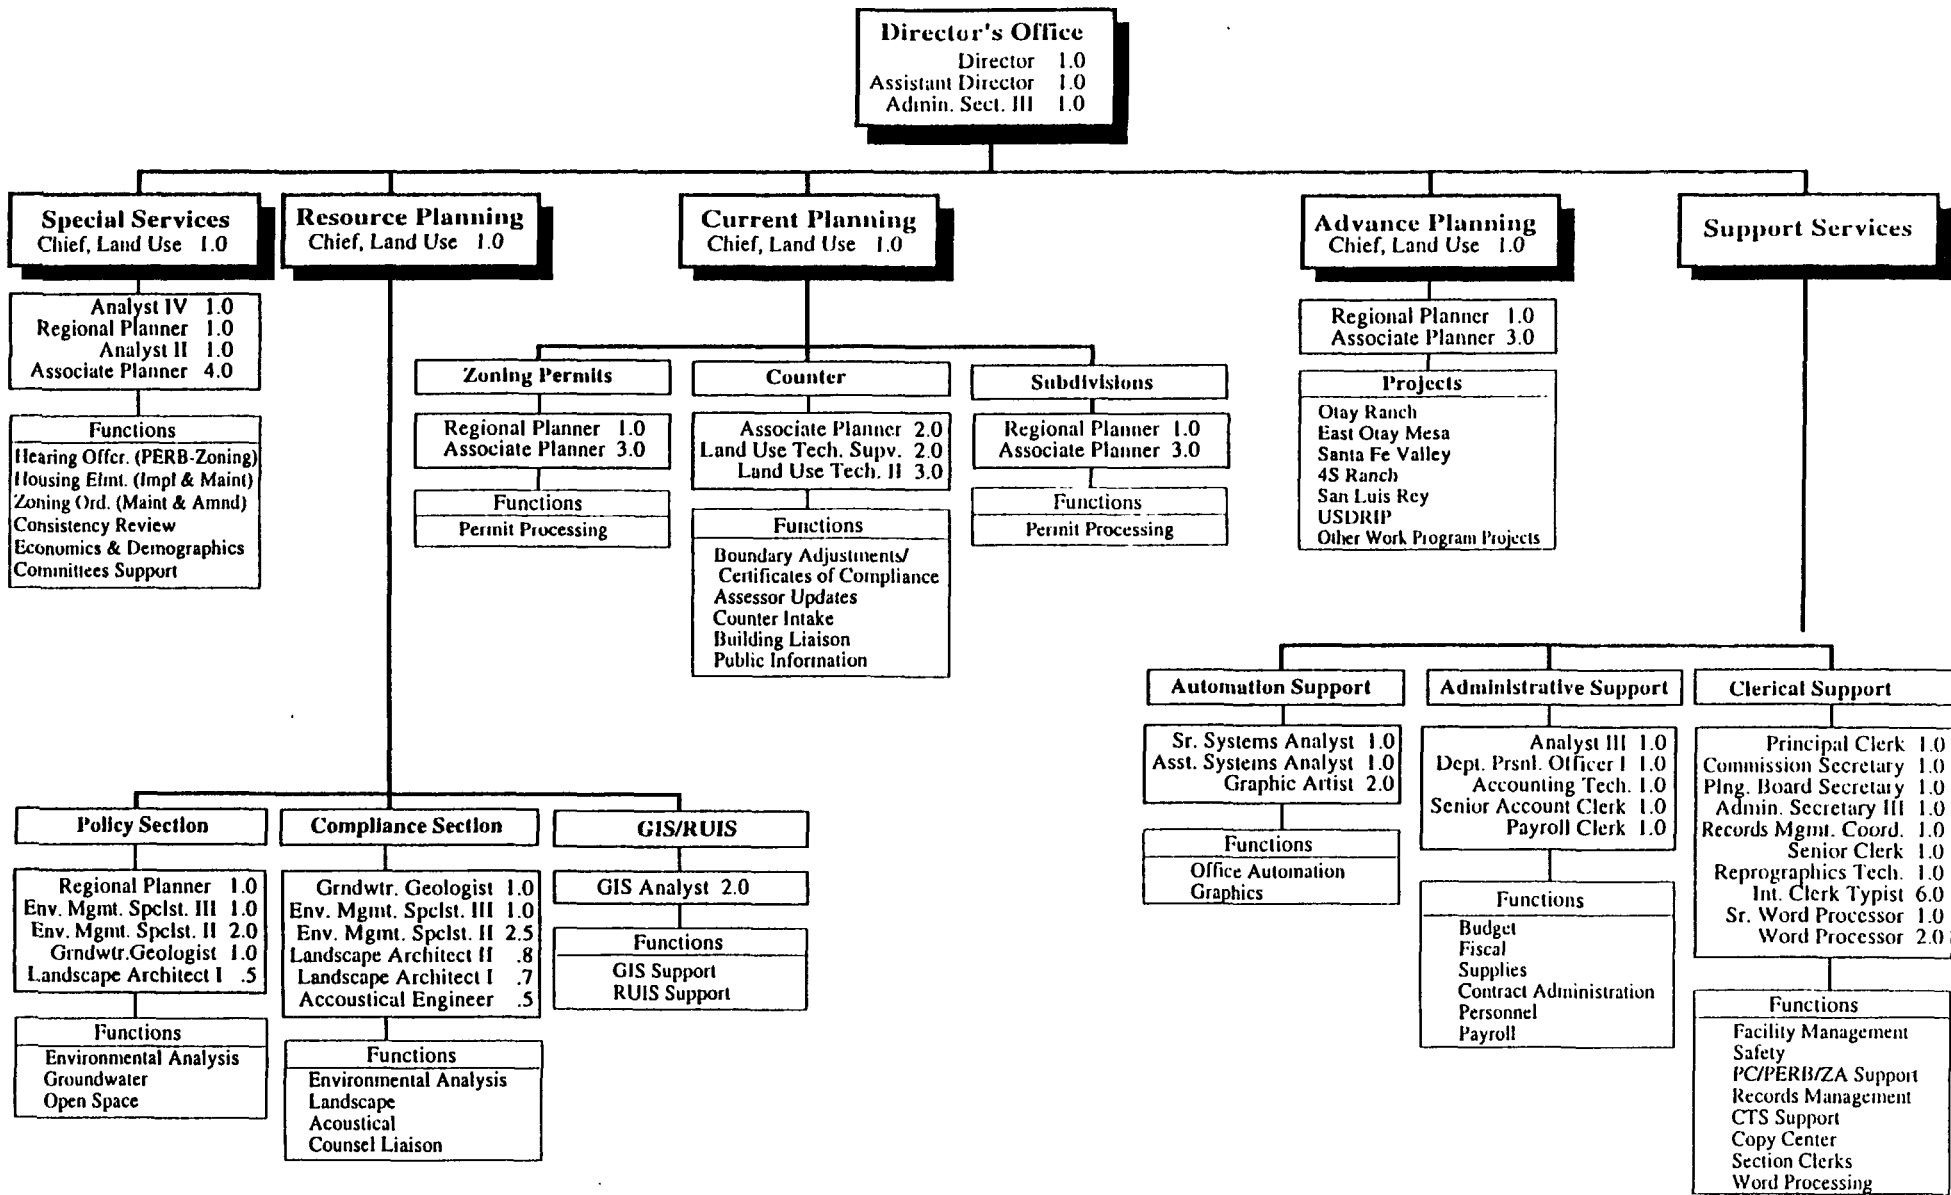 Director's Office
Director 1.0
Assistant Director 1.0
Admin. Sect. III 1.0
Special Services
Chief, Land Use 1.0
Analyst IV 1.0
Regional Planner 1.0
Analyst II 1.0
Associate Planner 4.0
Functions
Hearing Offcr. (PERB-Zoning)
Housing Elmt. (Impl & Maint)
Zoning Ord. (Maint & Amnd)
Consistency Review
Economics & Demographics
Committees Support
Resource Planning
Chief, Land Use 1.0
Policy Section
Regional Planner 1.0
Env. Mgmt. Spclst. III 1.0
Env. Mgmt. Spclst. II 2.0
Grndwtr.Geologist 1.0
Landscape Architect I .5
Functions
Environmental Analysis
Groundwater
Open Space
Compliance Section
Grndwtr. Geologist 1.0
Env. Mgmt. Spclst. III 1.0
Env. Mgmt. Spclst. II 2.5
Landscape Architect II .8
Landscape Architect I .7
Accoustical Engineer .5
Functions
Environmental Analysis
Landscape
Acoustical
Counsel Liaison
GIS/RUIS
GIS Analyst 2.0
Functions
GIS Support
RUIS Support
Current Planning
Chief, Land Use 1.0
Zoning Permits
Regional Planner 1.0
Associate Planner 3.0
Functions
Permit Processing
Counter
Associate Planner 2.0
Land Use Tech. Supv. 2.0
Land Use Tech. II 3.0
Functions
Boundary Adjustments/
Certificates of Compliance
Assessor Updates
Counter Intake
Building Liaison
Public Information
Subdivisions
Regional Planner 1.0
Associate Planner 3.0
Functions
Permit Processing
Advance Planning
Chief, Land Use 1.0
Regional Planner 1.0
Associate Planner 3.0
Projects
Otay Ranch
East Otay Mesa
Santa Fe Valley
4S Ranch
San Luis Rey
USDRIP
Other Work Program Projects
Support Services
Automation Support
Sr. Systems Analyst 1.0
Asst. Systems Analyst 1.0
Graphic Artist 2.0
Functions
Office Automation
Graphics
Administrative Support
Analyst III 1.0
Dept. Prsnl. Officer I 1.0
Accounting Tech. 1.0
Senior Account Clerk 1.0
Payroll Clerk 1.0
Functions
Budget
Fiscal
Supplies
Contract Administration
Personnel
Payroll
Clerical Support
Principal Clerk 1.0
Commission Secretary 1.0
Plng. Board Secretary 1.0
Admin. Secretary III 1.0
Records Mgmt. Coord. 1.0
Senior Clerk 1.0
Reprographics Tech. 1.0
Int. Clerk Typist 6.0
Sr. Word Processor 1.0
Word Processor 2.0
Functions
Facility Management
Safety
PC/PERB/ZA Support
Records Management
CTS Support
Copy Center
Section Clerks
Word Processing